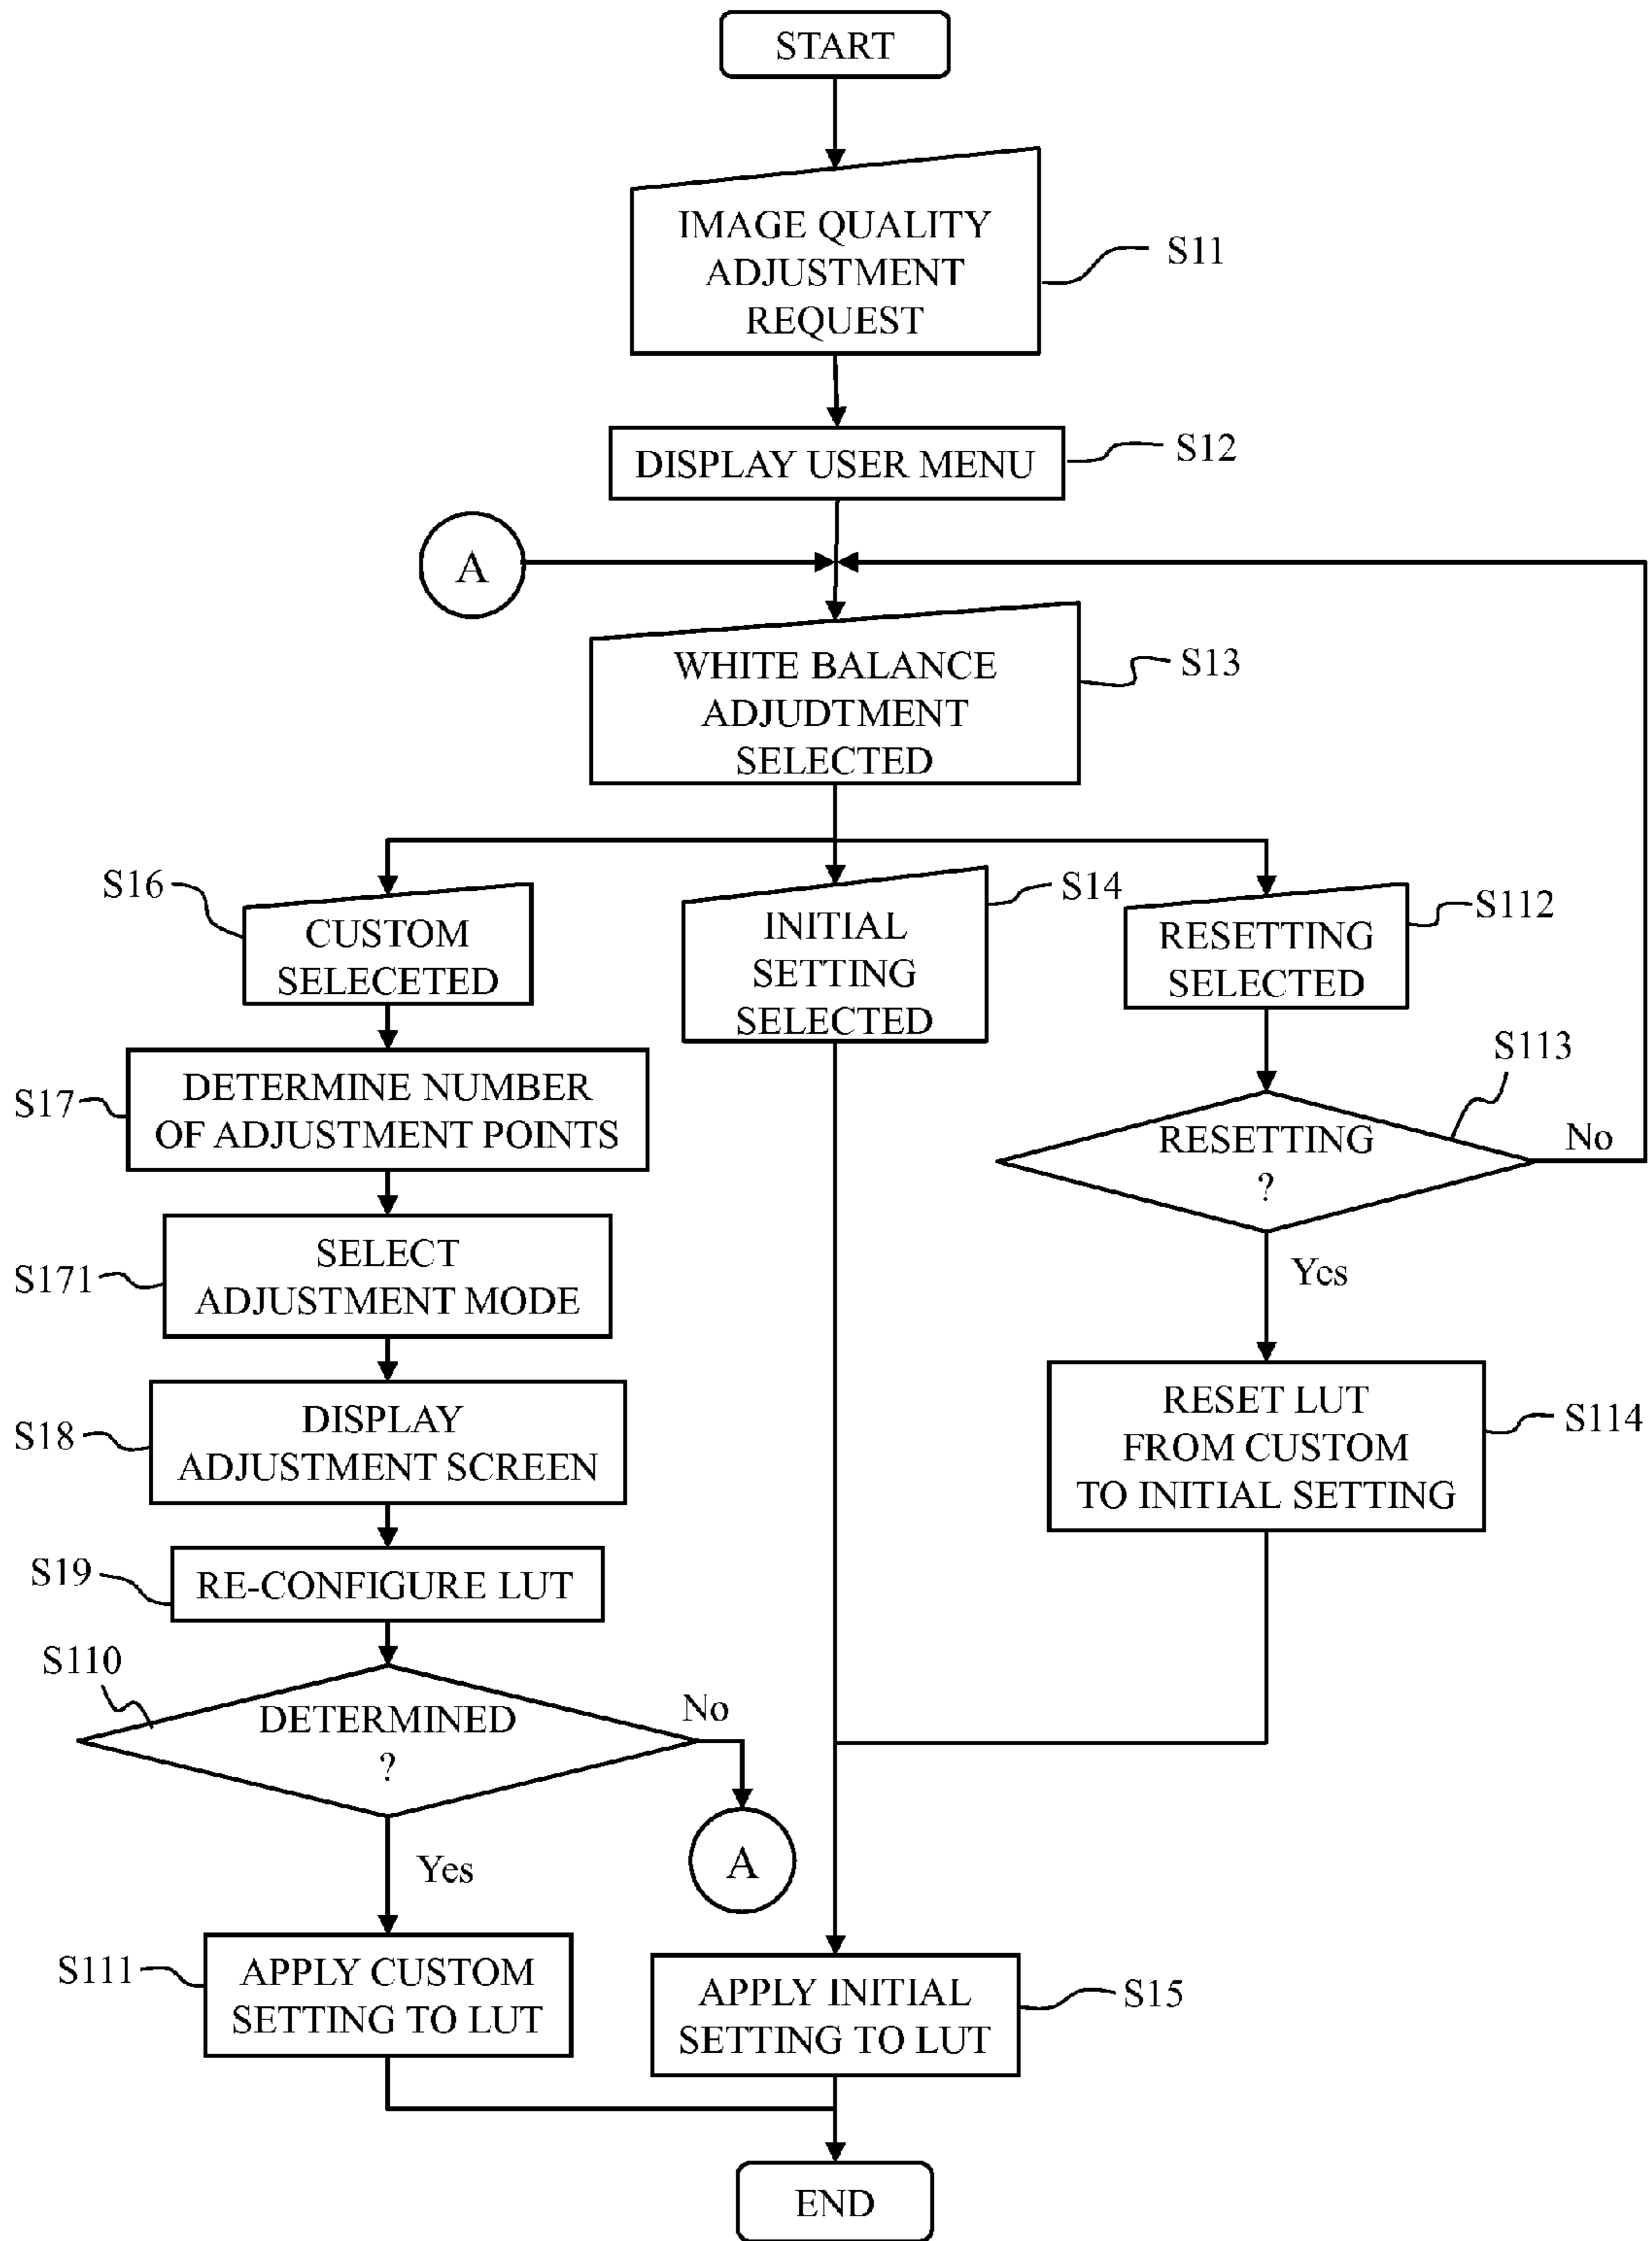 START
IMAGE QUALITY
ADJUSTMENT
REQUEST
S11
DISPLAY USER MENU
S12
A
WHITE BALANCE
ADJUDTMENT
SELECTED
S13
S16
CUSTOM
SELECETED
INITIAL
SETTING
SELECTED
S14
RESETTING
SELECTED
S112
S17
DETERMINE NUMBER
OF ADJUSTMENT POINTS
RESETTING
?
S113
No
Yes
S171
SELECT
ADJUSTMENT MODE
S18
DISPLAY
ADJUSTMENT SCREEN
RESET LUT
FROM CUSTOM
TO INITIAL SETTING
S114
S19
RE-CONFIGURE LUT
S110
DETERMINED
?
No
A
Yes
S111
APPLY CUSTOM
SETTING TO LUT
APPLY INITIAL
SETTING TO LUT
S15
END